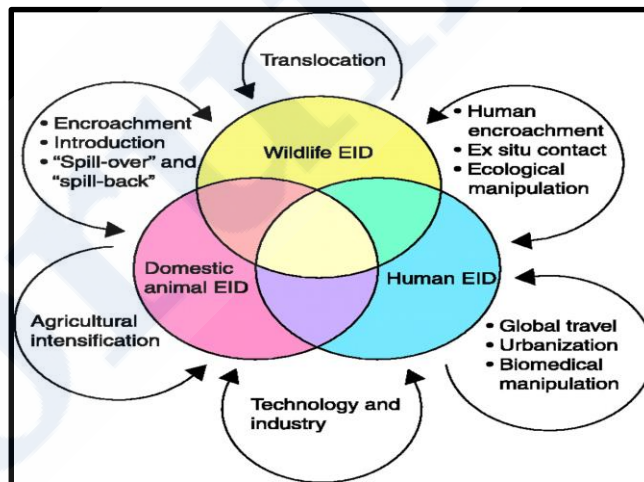 Translocation
• Encroachment
• Introduction
• “Spill-over” and
“spill-back”
Wildlife EID
• Human
encroachment
• Ex situ contact
• Ecological
manipulation
Domestic
animal EID
Human EID
Agricultural
intensification
• Global travel
• Urbanization
• Biomedical
manipulation
Technology and
industry